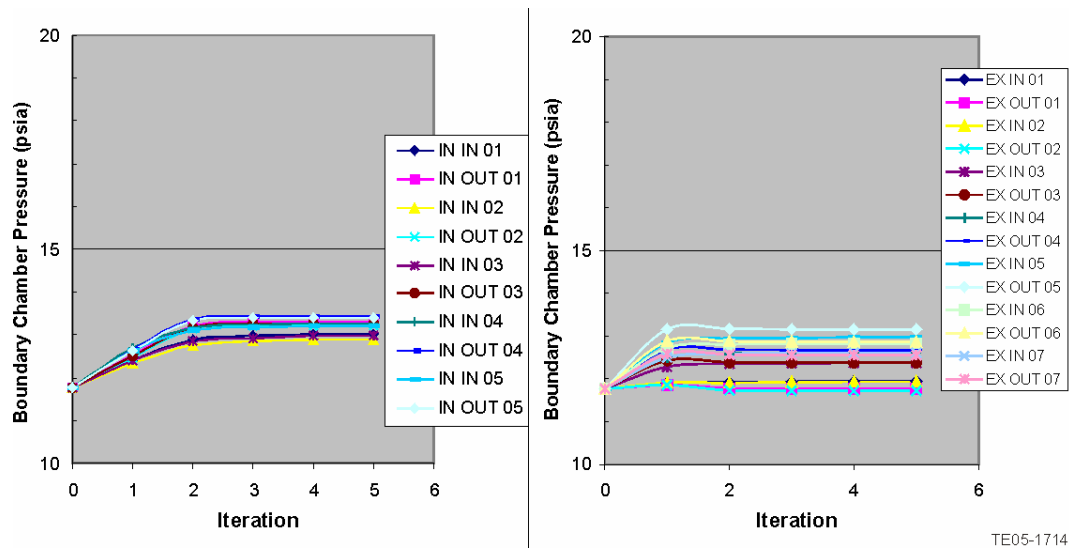 20
15
10
Boundary Chamber Pressure (psia)
0 1 2 3 4 5 6
Iteration
IN IN 01
IN OUT 01
IN IN 02
IN OUT 02
IN IN 03
IN OUT 03
IN IN 04
IN OUT 04
IN IN 05
IN OUT 05
20
15
10
Boundary Chamber Pressure (psia)
0 2 4 6
Iteration
EX IN 01
EX OUT 01
EX IN 02
EX OUT 02
EX IN 03
EX OUT 03
EX IN 04
EX OUT 04
EX IN 05
EX OUT 05
EX IN 06
EX OUT 06
EX IN 07
EX OUT 07
TE05-1714